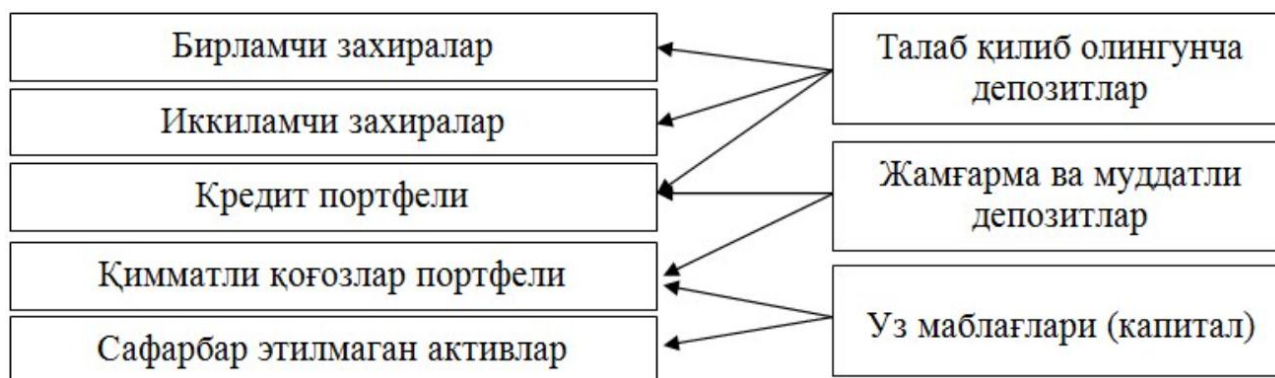 Бирламчи захиралар
Иккиламчи захиралар
Кредит портфели
Қимматли қоғозлар портфели
Сафарбар этилмаган активлар
Талаб қилиб олингунча
депозитлар
Жамғарма ва муддатли
депозитлар
Уз маблағлари (капитал)